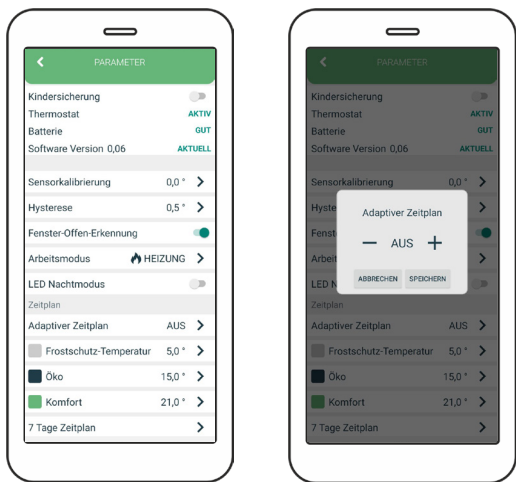 PARAMETER
Kindersicherung
Thermostat AKTIV
Batterie GUT
Software Version 0,06 AKTUELL
Sensorkalibrierung 0,0 °
Hysterese 0,5 °
Fenster-Offen-Erkennung
Arbeitsmodus HEIZUNG
LED Nachtmodus
Zeitplan
Adaptiver Zeitplan AUS
Frostschutz-Temperatur 5,0 °
Öko 15,0 °
Komfort 21,0 °
7 Tage Zeitplan
PARAMETER
Kindersicherung
Thermostat AKTIV
Batterie GUT
Software Version 0,06 AKTUELL
Sensorkalibrierung 0,0 °
Hyste
Adaptiver Zeitplan
Fenst
— AUS +
Arbeit
ABBRECHEN SPEICHERN
LED N
Zeitplan
Adaptiver Zeitplan AUS
Frostschutz-Temperatur 5,0 °
Öko 15,0 °
Komfort 21,0 °
7 Tage Zeitplan